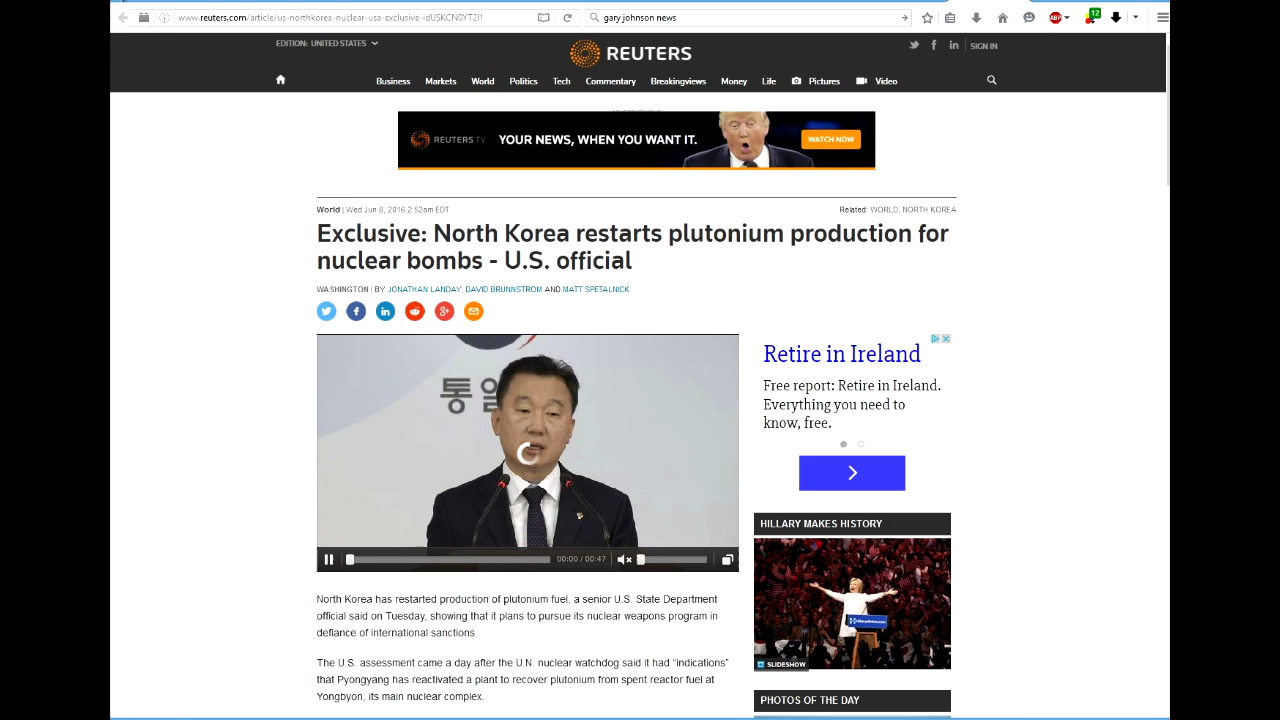 www.reuters.com/article/us-northkorea-nuclear-usa-exclusive-idUSKCN0YT2I1
gary johnson news
ABP
12
EDITION: UNITED STATES
REUTERS
SIGN IN
Business Markets World Politics Tech Commentary Breakingviews Money Life Pictures Video
REUTERS TV YOUR NEWS, WHEN YOU WANT IT. WATCH NOW
World | Wed Jun 8, 2016 2:52am EDT
Related: WORLD, NORTH KOREA
Exclusive: North Korea restarts plutonium production for
nuclear bombs - U.S. official
WASHINGTON | BY JONATHAN LANDAY, DAVID BRUNNSTROM AND MATT SPETALNICK
통일
00:00 / 00:47
North Korea has restarted production of plutonium fuel, a senior U.S. State Department
official said on Tuesday, showing that it plans to pursue its nuclear weapons program in
defiance of international sanctions.
The U.S. assessment came a day after the U.N. nuclear watchdog said it had "indications"
that Pyongyang has reactivated a plant to recover plutonium from spent reactor fuel at
Yongbyon, its main nuclear complex.
Retire in Ireland
Free report: Retire in Ireland.
Everything you need to
know, free.
HILLARY MAKES HISTORY
SLIDESHOW
PHOTOS OF THE DAY